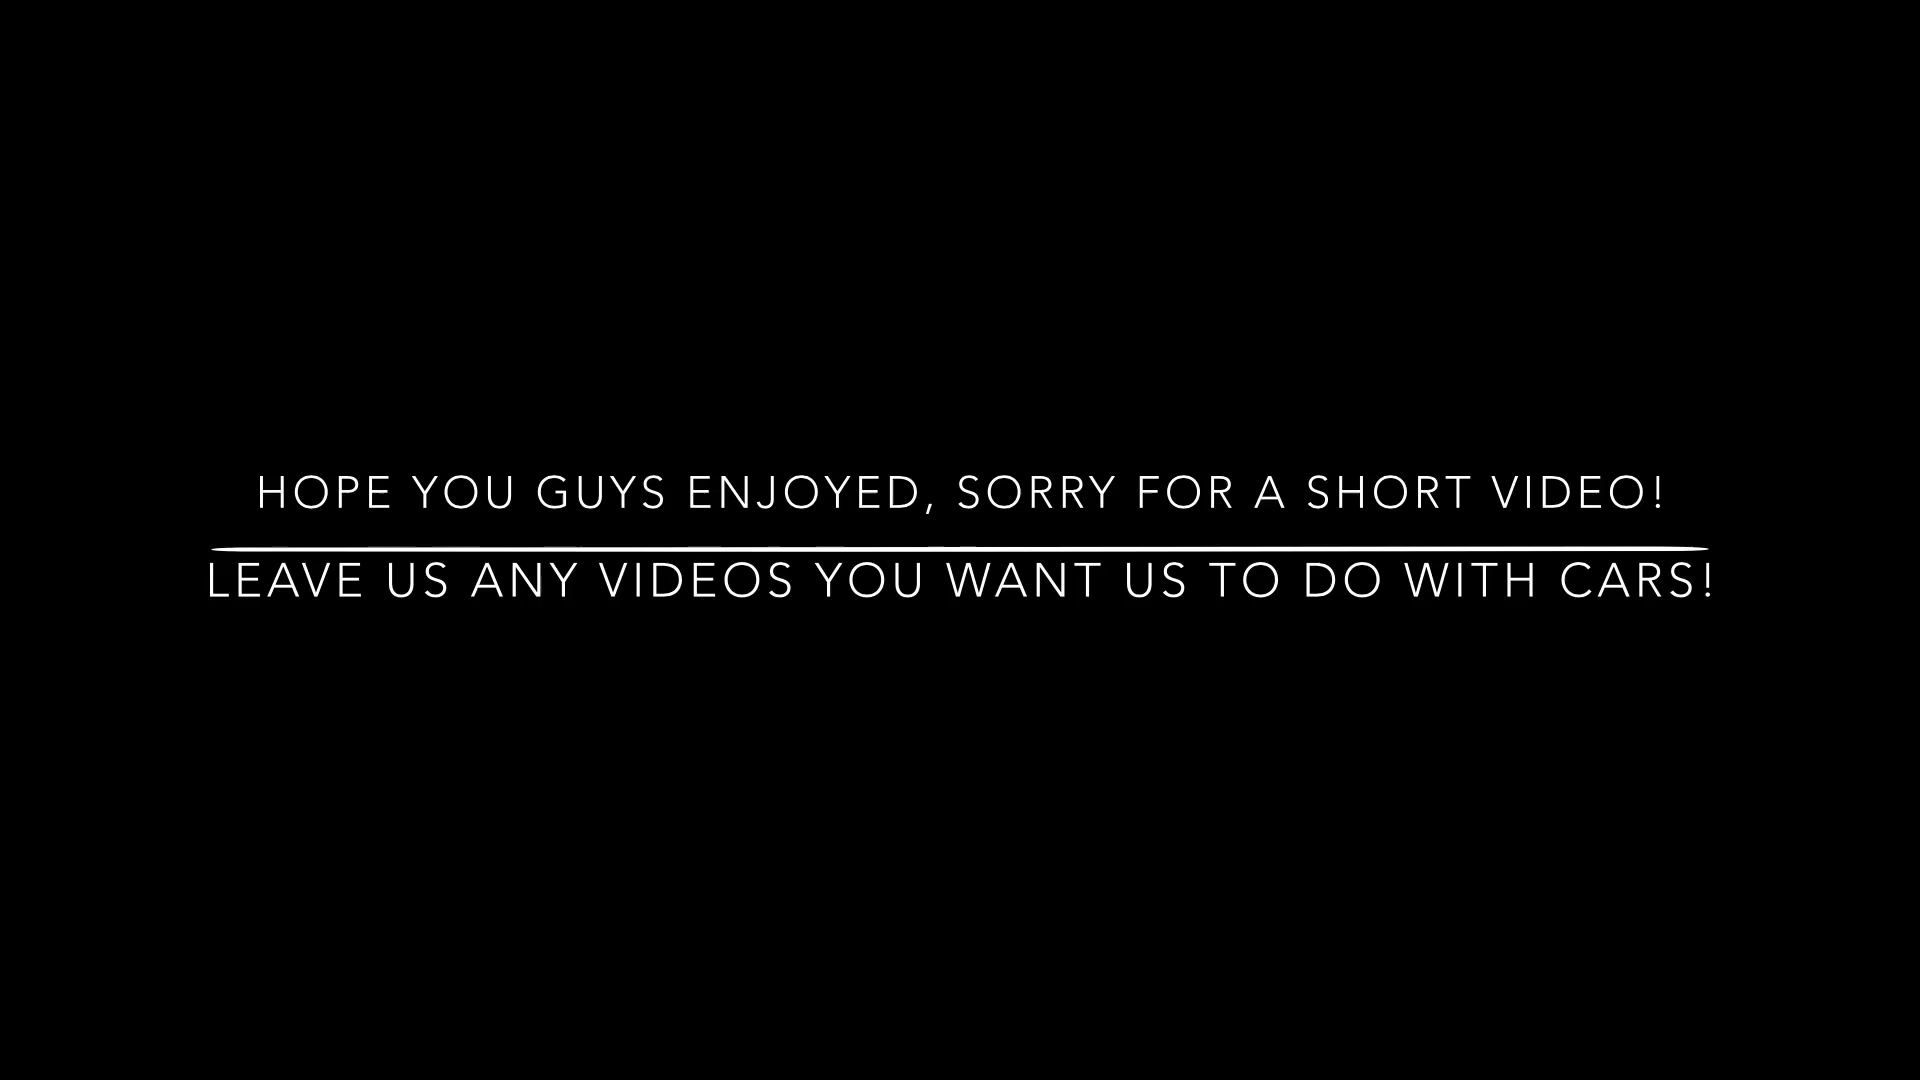 HOPE YOU GUYS ENJOYED, SORRY FOR A SHORT VIDEO!
LEAVE US ANY VIDEOS YOU WANT US TO DO WITH CARS!